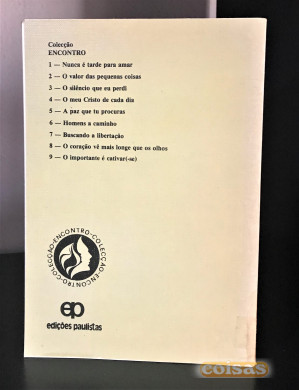 Colecção
ENCONTRO
1 — Nunca é tarde para amar
2 — O valor das pequenas coisas
3 — O silêncio que eu perdi
4 — O meu Cristo de cada dia
5 — A paz que tu procuras
6 — Homens a caminho
7 — Buscando a libertação
8 — O coração vê mais longe que os olhos
9 — O importante é cativar(-se)
COLECÇÃO-ENCONTRO-COLECÇÃO-ENCONTRO-
ep
edições paulistas
coisas